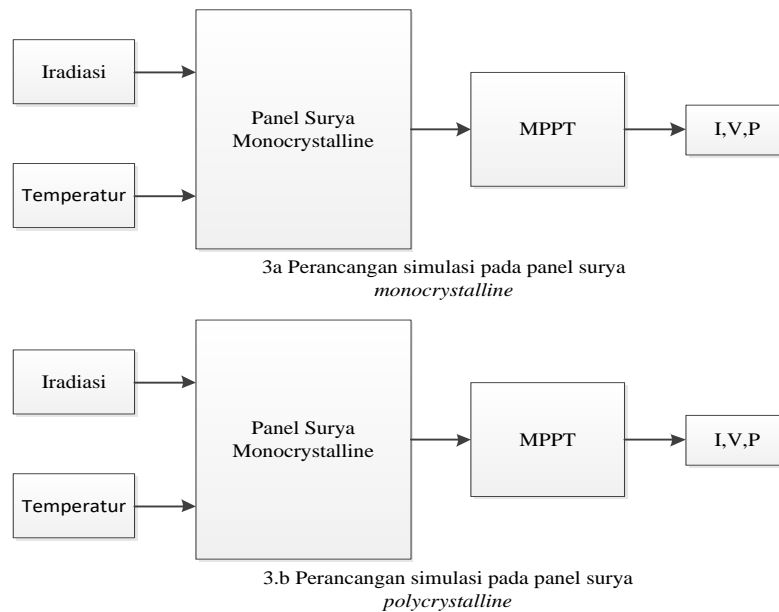 Iradiasi
Temperatur
Panel Surya
Monocrystalline
MPPT
I,V,P
3a Perancangan simulasi pada panel surya
monocrystalline
Iradiasi
Temperatur
Panel Surya
Monocrystalline
MPPT
I,V,P
3.b Perancangan simulasi pada panel surya
polycrystalline